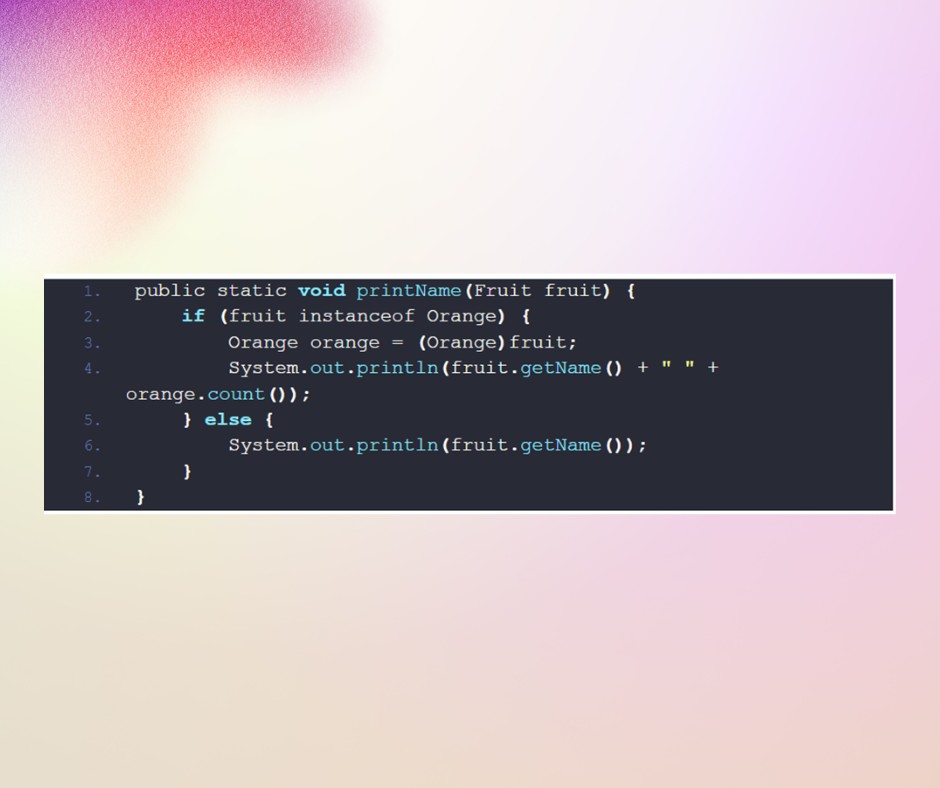 1. public static void printName(Fruit fruit) {
2. if (fruit instanceof Orange) {
3. Orange orange = (Orange)fruit;
4. System.out.println(fruit.getName() + " " +
orange.count());
5. } else {
6. System.out.println(fruit.getName());
7. }
8. }